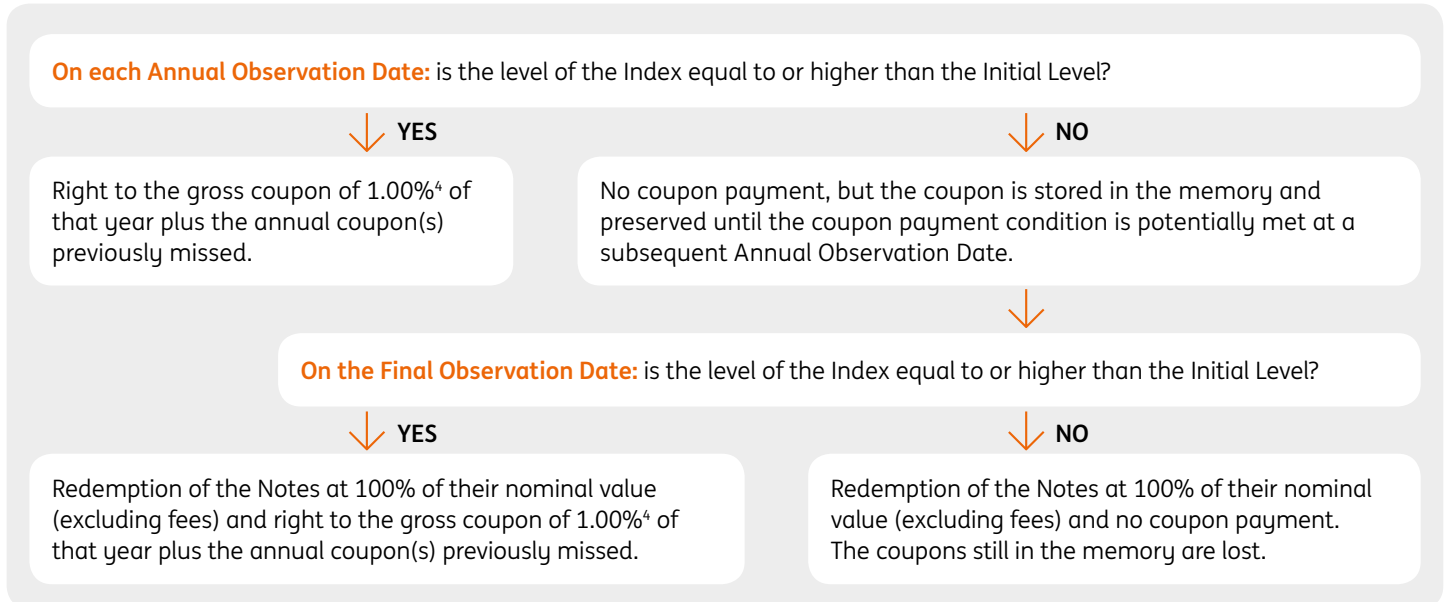 On each Annual Observation Date: is the level of the Index equal to or higher than the Initial Level?
YES
NO
Right to the gross coupon of 1.00%⁴ of
that year plus the annual coupon(s)
previously missed.
No coupon payment, but the coupon is stored in the memory and
preserved until the coupon payment condition is potentially met at a
subsequent Annual Observation Date.
On the Final Observation Date: is the level of the Index equal to or higher than the Initial Level?
YES
NO
Redemption of the Notes at 100% of their nominal value
(excluding fees) and right to the gross coupon of 1.00%⁴ of
that year plus the annual coupon(s) previously missed.
Redemption of the Notes at 100% of their nominal
value (excluding fees) and no coupon payment.
The coupons still in the memory are lost.